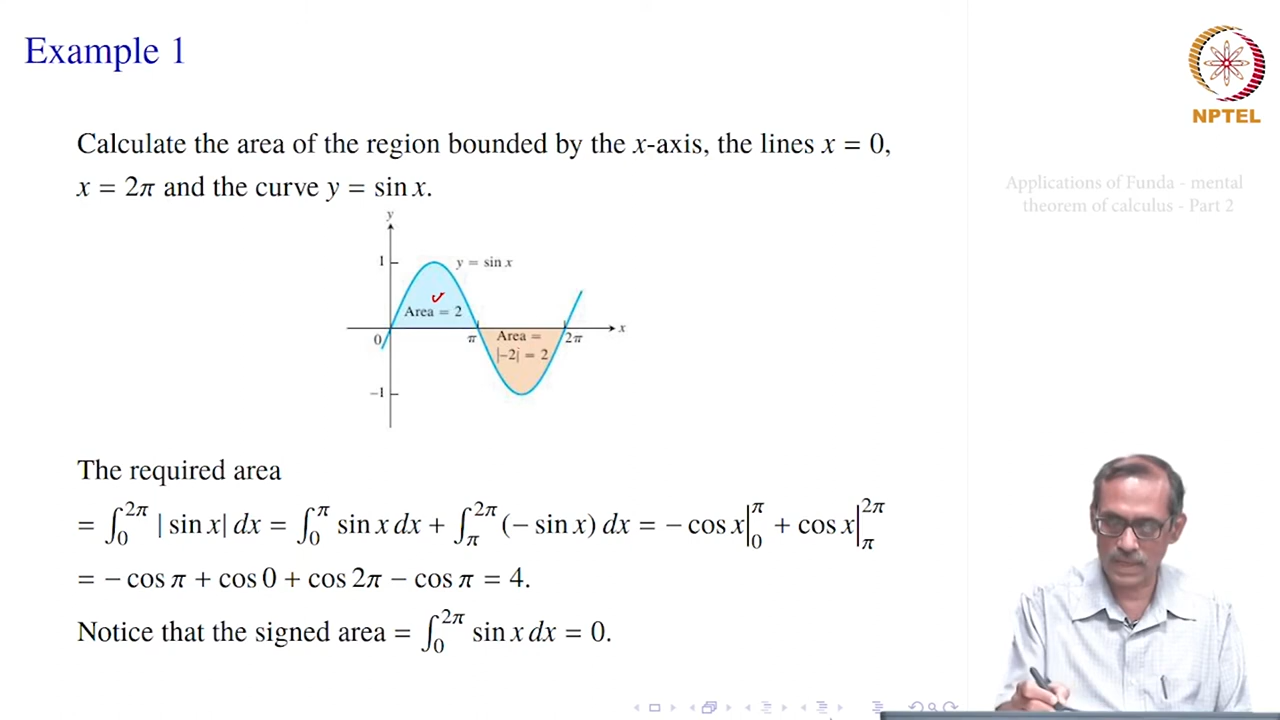 Example 1
NPTEL
Calculate the area of the region bounded by the x-axis, the lines x = 0,
x = 2π and the curve y = sin x.
Applications of Funda - mental
theorem of calculus - Part 2
y
1
y = sin x
Area = 2
0
π
Area =
|−2| = 2
2π
x
−1
The required area
= ∫₀^{2π} | sin x| dx = ∫₀^{π} sin x dx + ∫_π^{2π} (− sin x) dx = − cos x|₀^π + cos x|_π^{2π}
= − cos π + cos 0 + cos 2π − cos π = 4.
Notice that the signed area = ∫₀^{2π} sin x dx = 0.